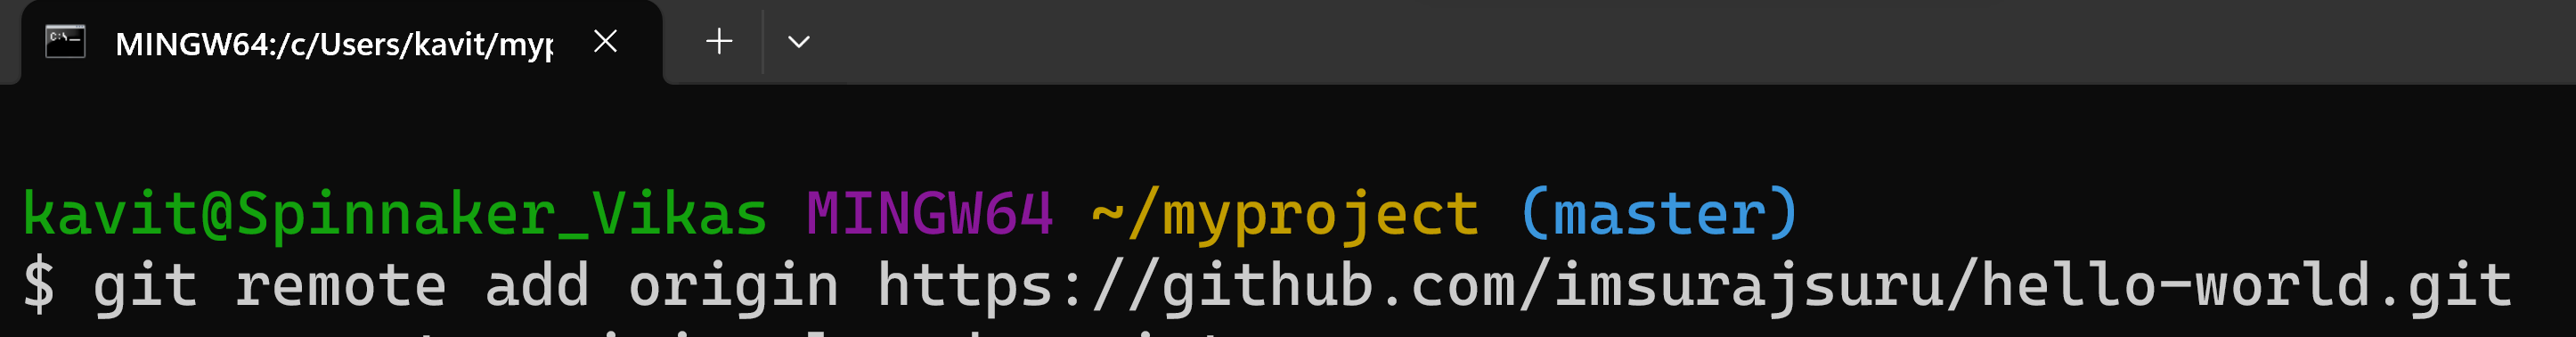 MINGW64:/c/Users/kavit/myp
kavit@Spinnaker_Vikas MINGW64 ~/myproject (master)
$ git remote add origin https://github.com/imsurajsuru/hello-world.git